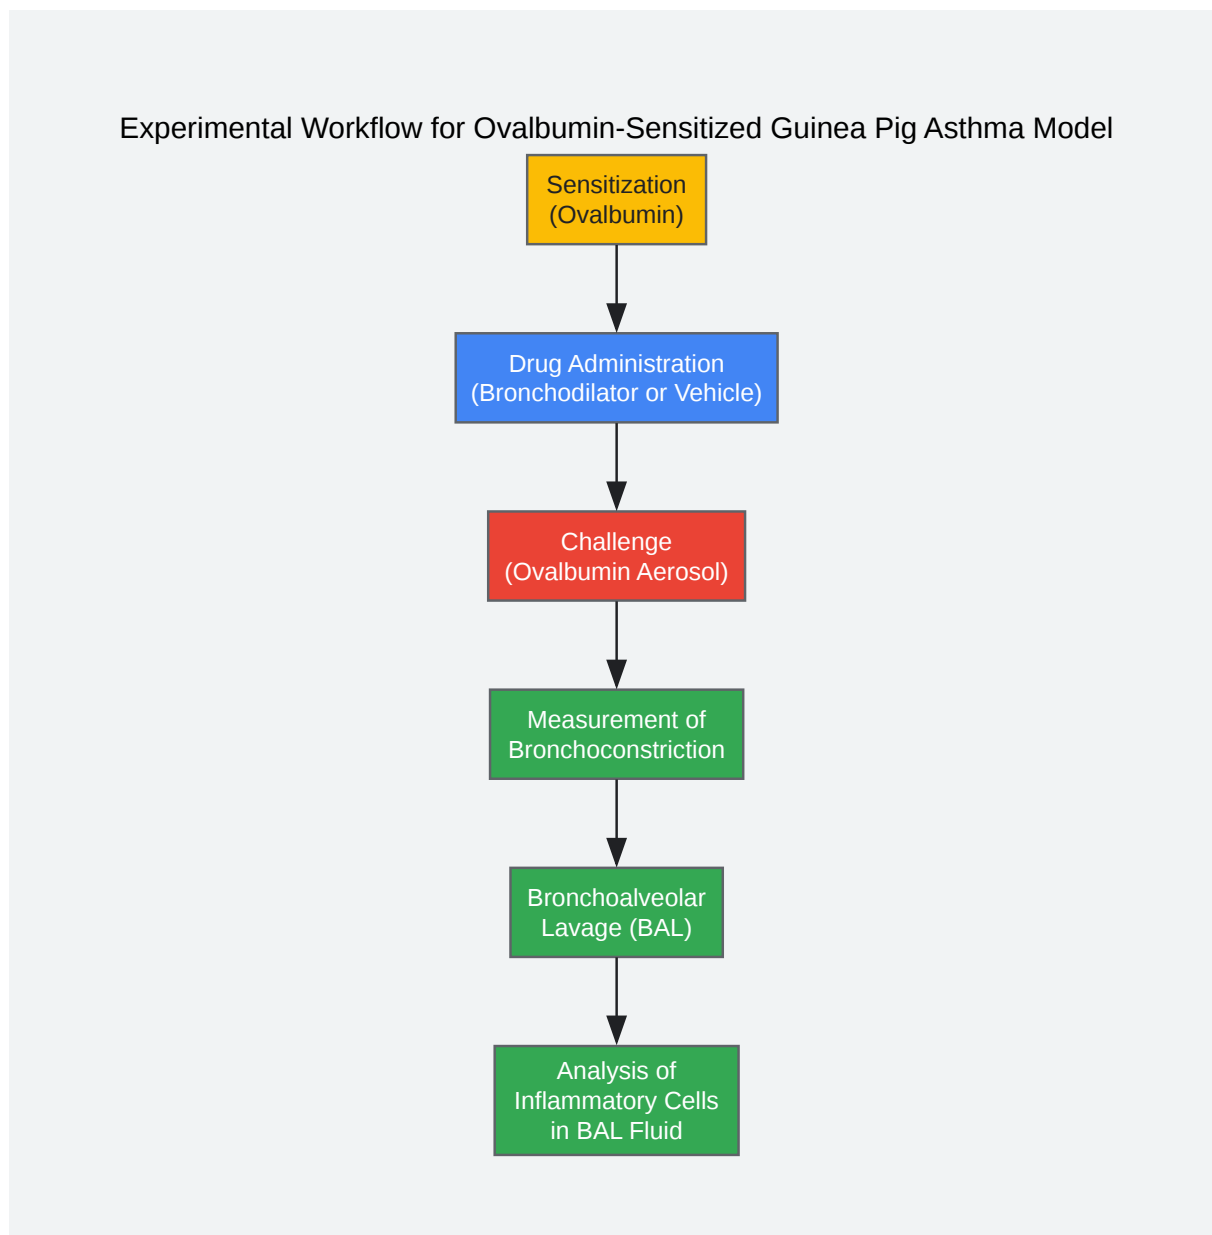 Experimental Workflow for Ovalbumin-Sensitized Guinea Pig Asthma Model
Sensitization
(Ovalbumin)
Drug Administration
(Bronchodilator or Vehicle)
Challenge
(Ovalbumin Aerosol)
Measurement of
Bronchoconstriction
Bronchoalveolar
Lavage (BAL)
Analysis of
Inflammatory Cells
in BAL Fluid